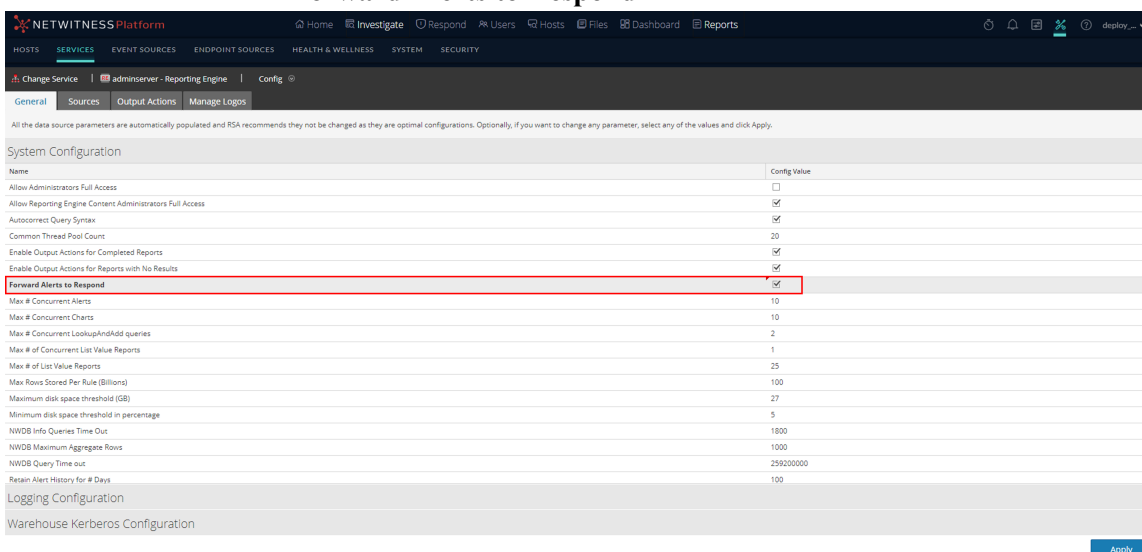 NETWITNESS Platform Home Investigate Respond Users Hosts Files Dashboard Reports deploy_...
HOSTS SERVICES EVENT SOURCES ENDPOINT SOURCES HEALTH & WELLNESS SYSTEM SECURITY
Change Service | RE adminserver - Reporting Engine | Config
General Sources Output Actions Manage Logos
All the data source parameters are automatically populated and RSA recommends they not be changed as they are optimal configurations. Optionally, if you want to change any parameter, select any of the values and click Apply.
System Configuration
Name Config Value
Allow Administrators Full Access
Allow Reporting Engine Content Administrators Full Access
Autocorrect Query Syntax
Common Thread Pool Count 20
Enable Output Actions for Completed Reports
Enable Output Actions for Reports with No Results
Forward Alerts to Respond
Max # Concurrent Alerts 10
Max # Concurrent Charts 10
Max # Concurrent LookupAndAdd queries 2
Max # of Concurrent List Value Reports 1
Max # of List Value Reports 25
Max Rows Stored Per Rule (Billions) 100
Maximum disk space threshold (GB) 27
Minimum disk space threshold in percentage 5
NWDB Info Queries Time Out 1800
NWDB Maximum Aggregate Rows 1000
NWDB Query Time out 259200000
Retain Alert History for # Days 100
Logging Configuration
Warehouse Kerberos Configuration
Apply